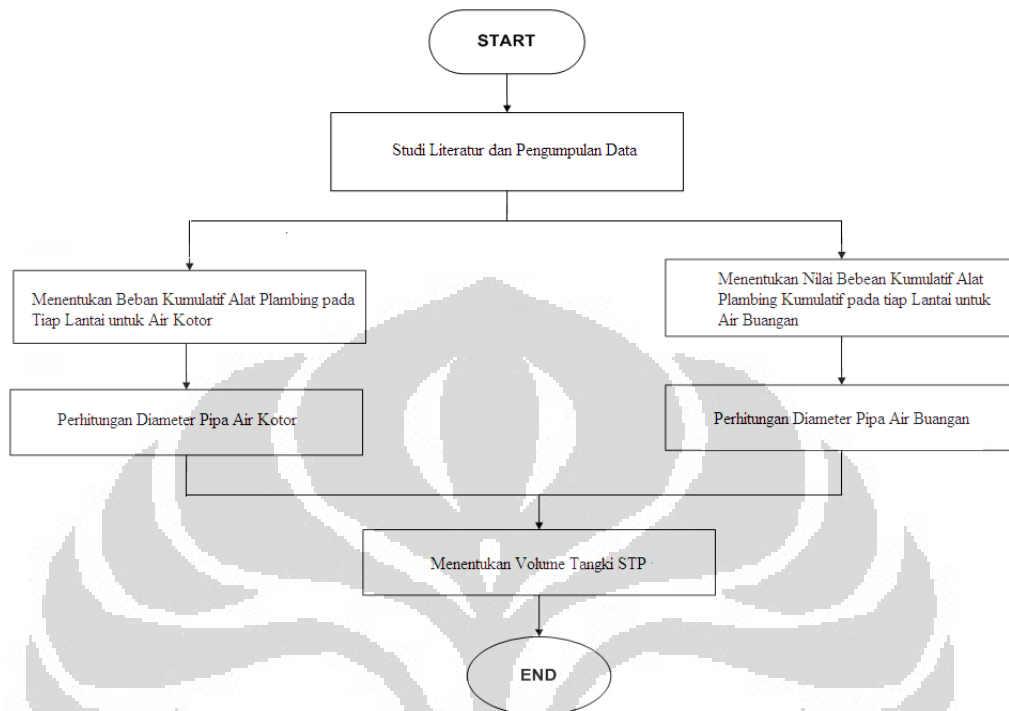 START
Studi Literatur dan Pengumpulan Data
Menentukan Beban Kumulatif Alat Plambing pada
Tiap Lantai untuk Air Kotor
Menentukan Nilai Bebean Kumulatif Alat
Plambing Kumulatif pada tiap Lantai untuk
Air Buangan
Perhitungan Diameter Pipa Air Kotor
Perhitungan Diameter Pipa Air Buangan
Menentukan Volume Tangki STP
END